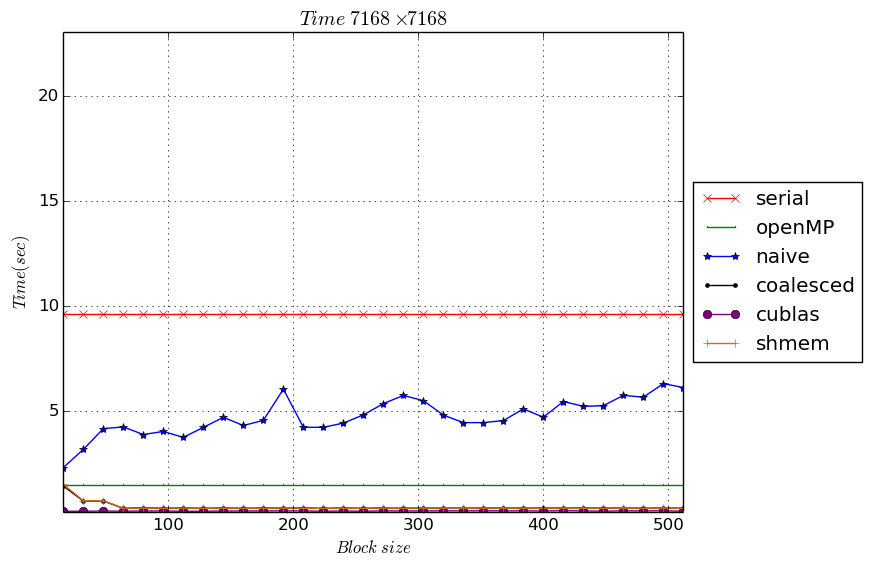 Time 7168 ×7168
20
15
10
5
Time(sec)
100 200 300 400 500
Block size
serial
openMP
naive
coalesced
cublas
shmem